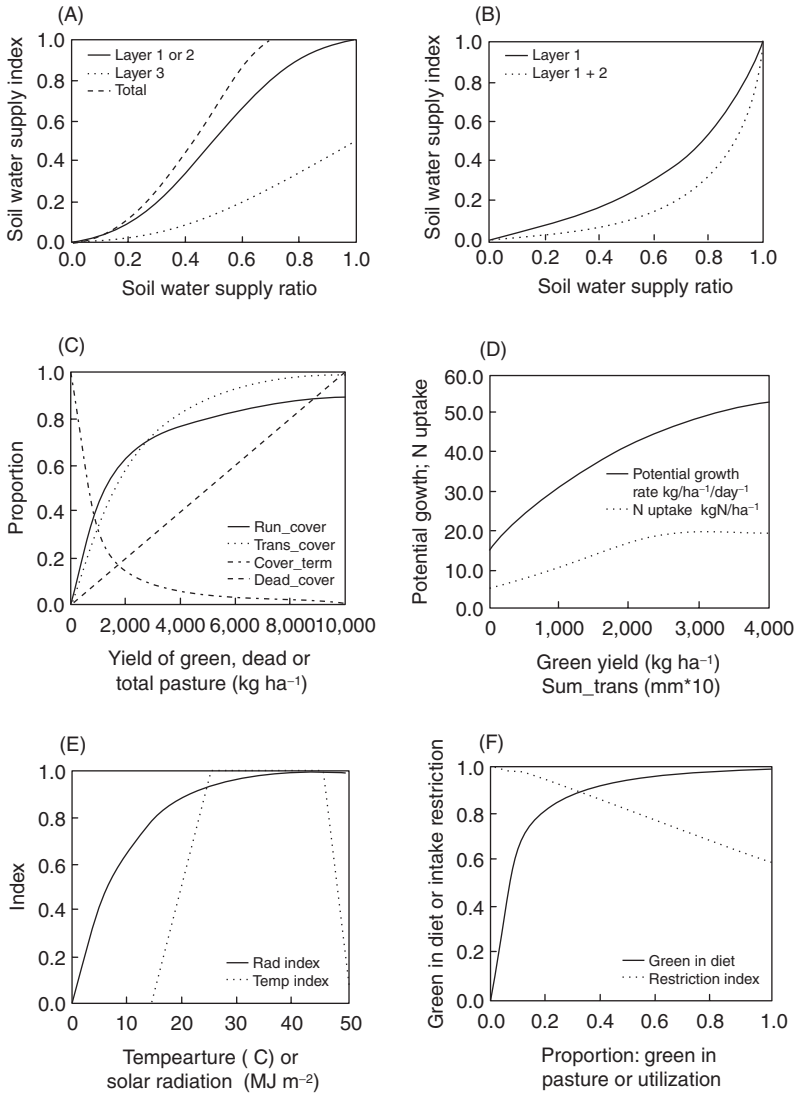 (A)
Soil water supply index
1.0
0.8
0.6
0.4
0.2
0.0
Layer 1 or 2
Layer 3
Total
0.0 0.2 0.4 0.6 0.8 1.0
Soil water supply ratio
(B)
Soil water supply index
1.0
0.8
0.6
0.4
0.2
0.0
Layer 1
Layer 1 + 2
0.0 0.2 0.4 0.6 0.8 1.0
Soil water supply ratio
(C)
Proportion
1.0
0.8
0.6
0.4
0.2
0.0
Run_cover
Trans_cover
Cover_term
Dead_cover
0 2,000 4,000 6,000 8,000 10,000
Yield of green, dead or
total pasture (kg ha⁻¹)
(D)
Potential gowth; N uptake
60.0
50.0
40.0
30.0
20.0
10.0
0.0
Potential growth
rate kg/ha⁻¹/day⁻¹
N uptake kgN/ha⁻¹
0 1,000 2,000 3,000 4,000
Green yield (kg ha⁻¹)
Sum_trans (mm*10)
(E)
Index
1.0
0.8
0.6
0.4
0.2
0.0
Rad index
Temp index
0 10 20 30 40 50
Tempearture ( C) or
solar radiation (MJ m⁻²)
(F)
Green in diet or intake restriction
1.0
0.8
0.6
0.4
0.2
0.0
Green in diet
Restriction index
0.0 0.2 0.4 0.6 0.8 1.0
Proportion: green in
pasture or utilization